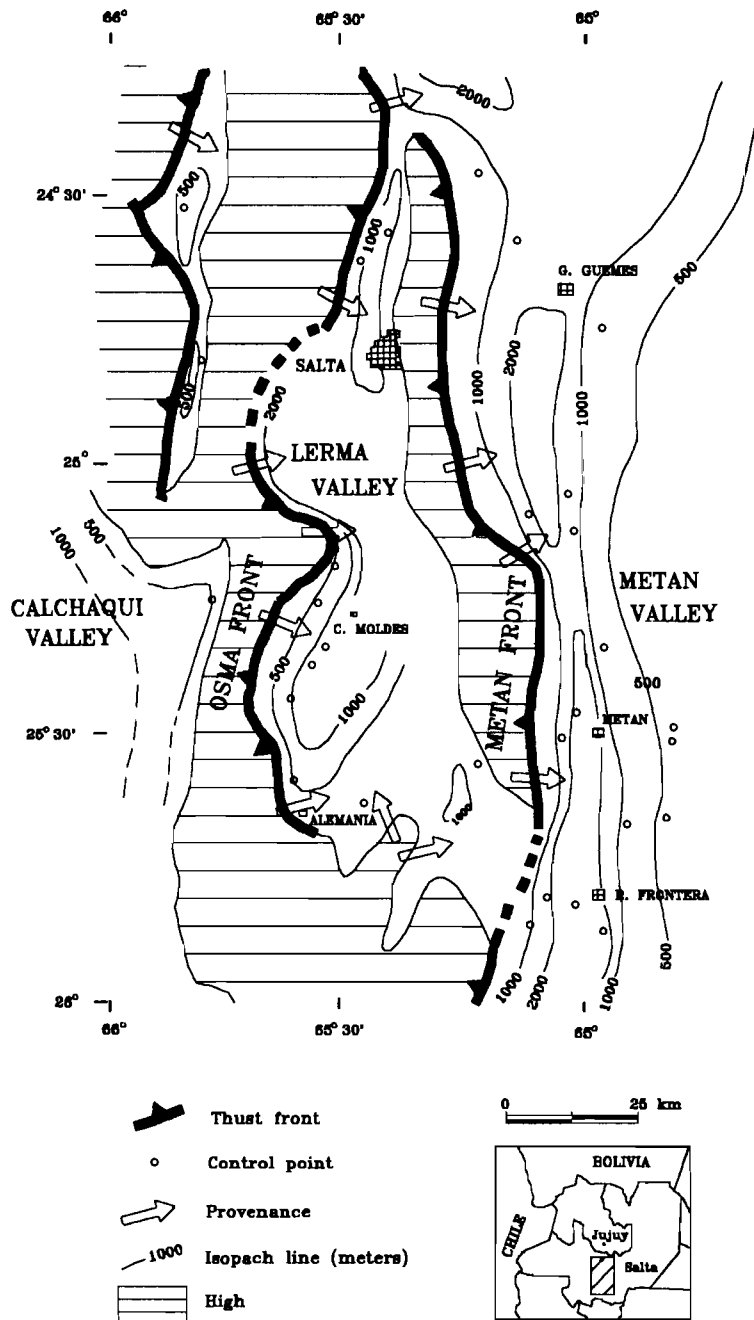 66° 65° 30' 65°
2000
24° 30'
500
1000
G. GUEMES
500
2000
SALTA
1000
1000
500
2000
25°
LERMA
VALLEY
500
1000
CALCHAQUI
VALLEY
OSMA FRONT
C. MOLDES
500
1000
METAN FRONT
METAN
VALLEY
500
METAN
25° 30'
ALEMANIA
1000
R. FRONTERA
1000
2000
1000
500
26°
66° 65° 30' 65°
Thust front
Control point
Provenance
1000 Isopach line (meters)
High
0 25 km
BOLIVIA
CHILE
Jujuy
Salta